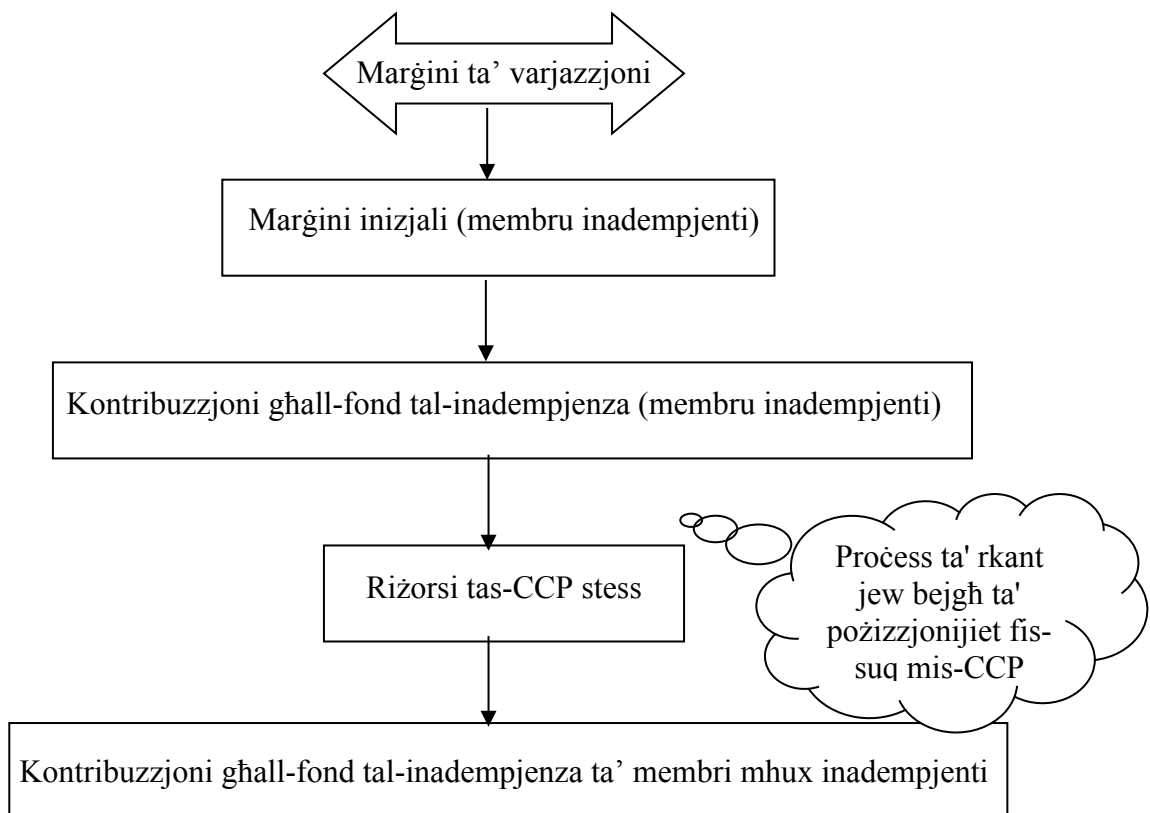 Marġini ta’ varjazzjoni
Marġini inizjali (membru inadempjenti)
Kontribuzzjoni għall-fond tal-inadempjenza (membru inadempjenti)
Riżorsi tas-CCP stess
Proċess ta' rkant
jew bejgħ ta'
pożizzjonijiet fis-
suq mis-CCP
Kontribuzzjoni għall-fond tal-inadempjenza ta’ membri mhux inadempjenti